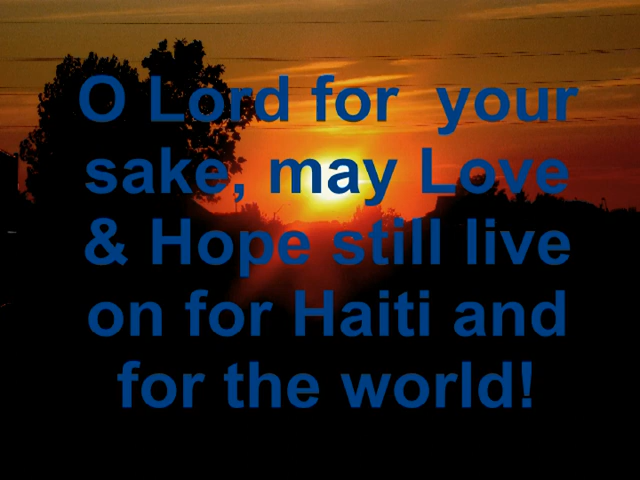 O Lord for  your
sake, may Love
& Hope still live
on for Haiti and
for the world!